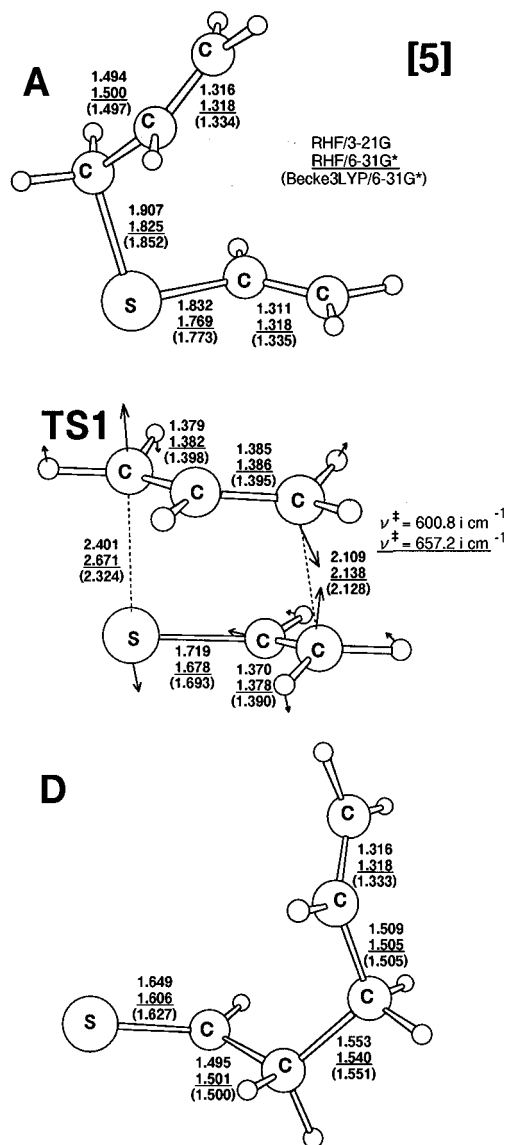 A
[5]
1.494
1.500
(1.497)
1.316
1.318
(1.334)
C
C
C
RHF/3-21G
RHF/6-31G*
(Becke3LYP/6-31G*)
1.907
1.825
(1.852)
S
C
C
1.832
1.769
(1.773)
1.311
1.318
(1.335)
TS1
1.379
1.382
(1.398)
1.385
1.386
(1.395)
C
C
C
ν‡ = 600.8 i cm -1
ν‡ = 657.2 i cm -1
2.401
2.671
(2.324)
2.109
2.138
(2.128)
S
C
C
1.719
1.678
(1.693)
1.370
1.378
(1.390)
D
C
1.316
1.318
(1.333)
C
1.509
1.505
(1.505)
1.649
1.606
(1.627)
C
S
C
1.495
1.501
(1.500)
C
1.553
1.540
(1.551)